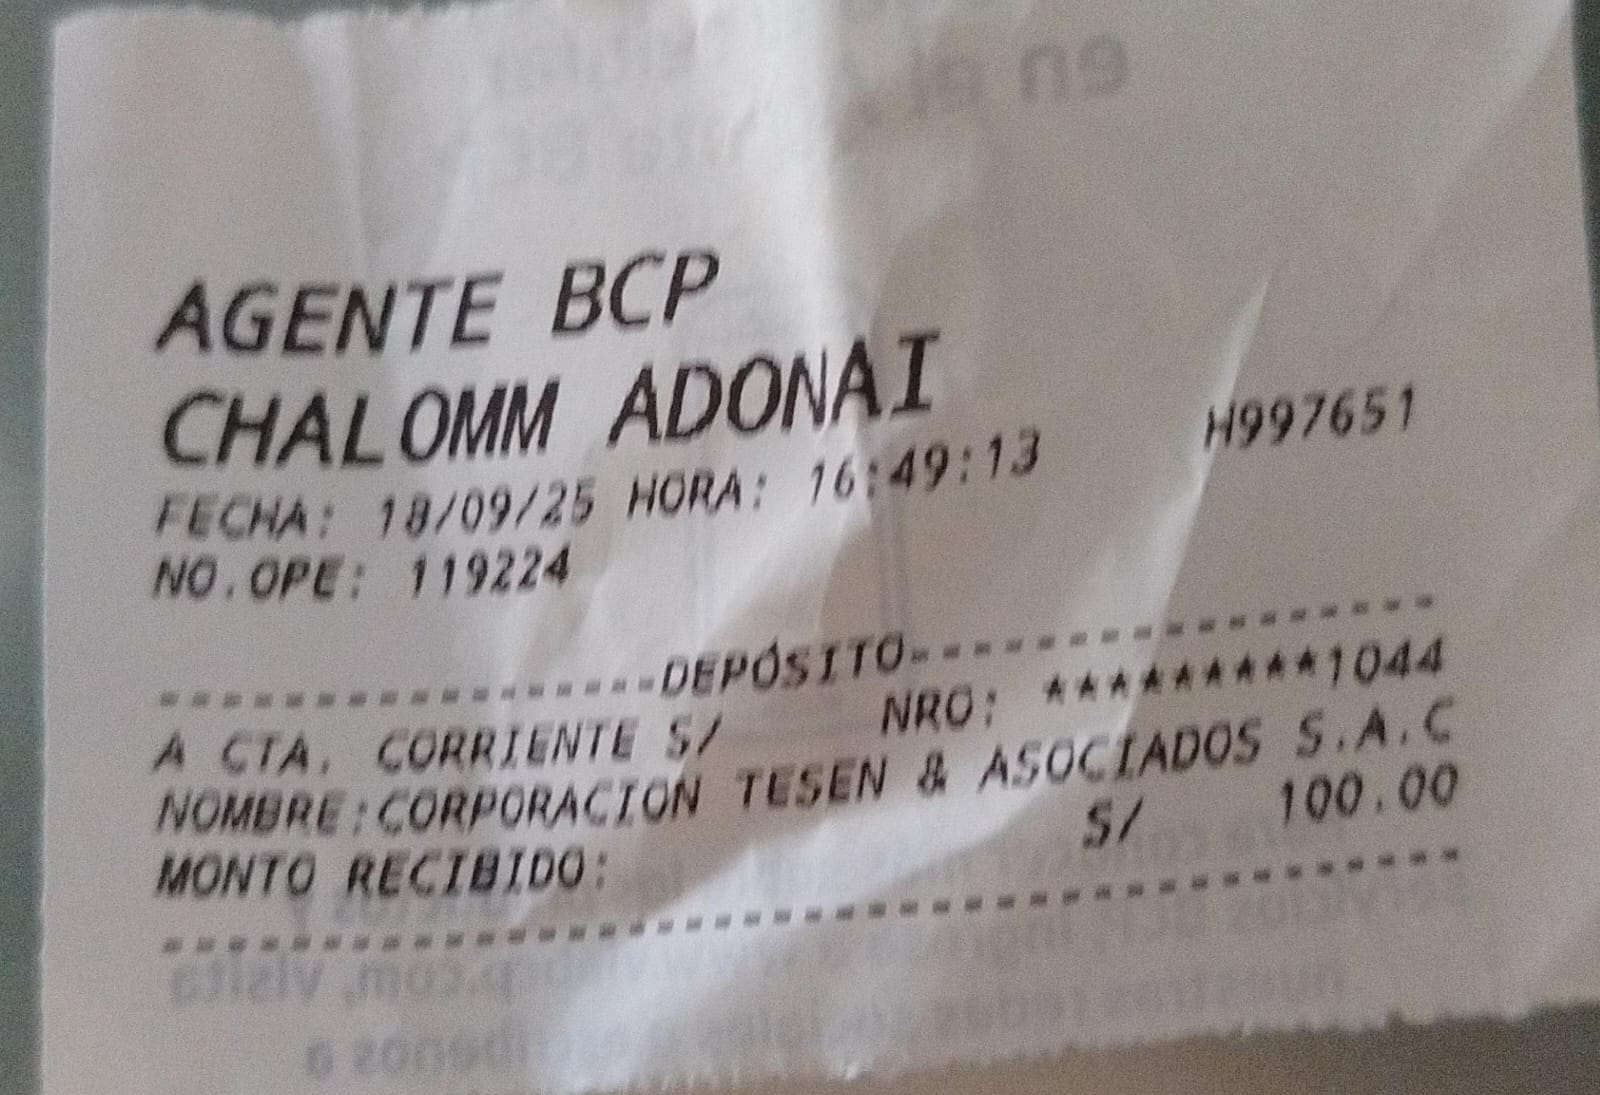 AGENTE BCP
CHALOMM ADONAI
FECHA: 18/09/25 HORA: 16:49:13 H997651
NO.OPE: 119224
-----------------DEPÓSITO-----------------
A CTA. CORRIENTE S/ NRO: *********1044
NOMBRE:CORPORACION TESEN & ASOCIADOS S.A.C
MONTO RECIBIDO: S/ 100.00